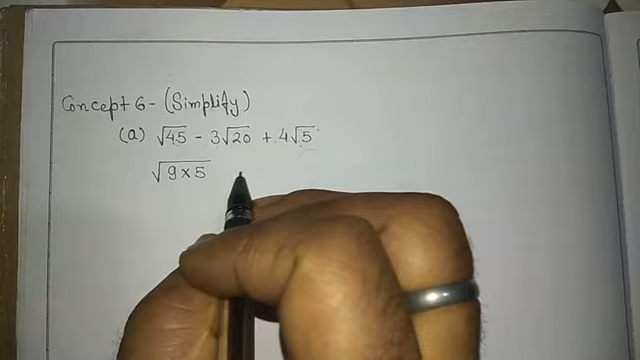 Concept 6 - (Simplify)
(a) √45 - 3√20 + 4√5
√9×5